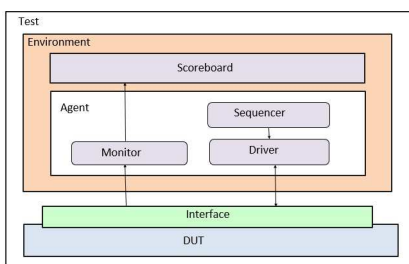 Test
Environment
Scoreboard
Agent
Sequencer
Monitor
Driver
Interface
DUT